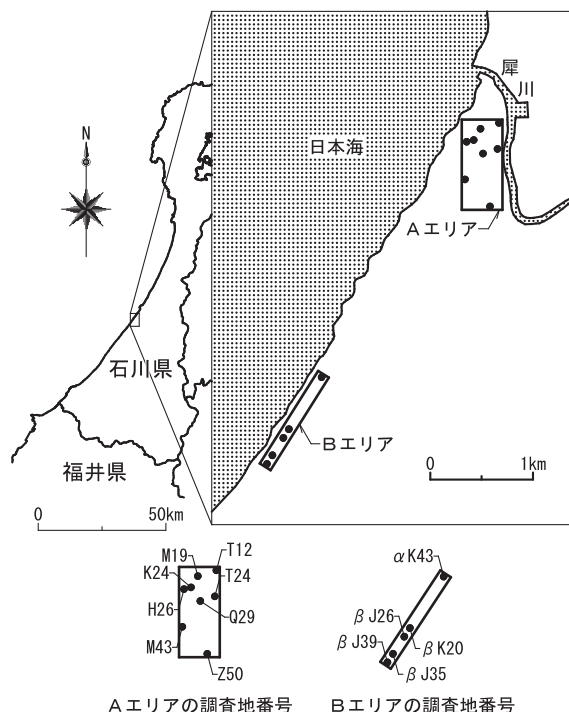 犀
川
N
日本海
Aエリア
石川県
Bエリア
福井県
0 1km
0 50km
M19
T12
αK43
K24
T24
βJ26
H26
Q29
βJ39
βK20
M43
βJ35
Z50
Aエリアの調査地番号
Bエリアの調査地番号